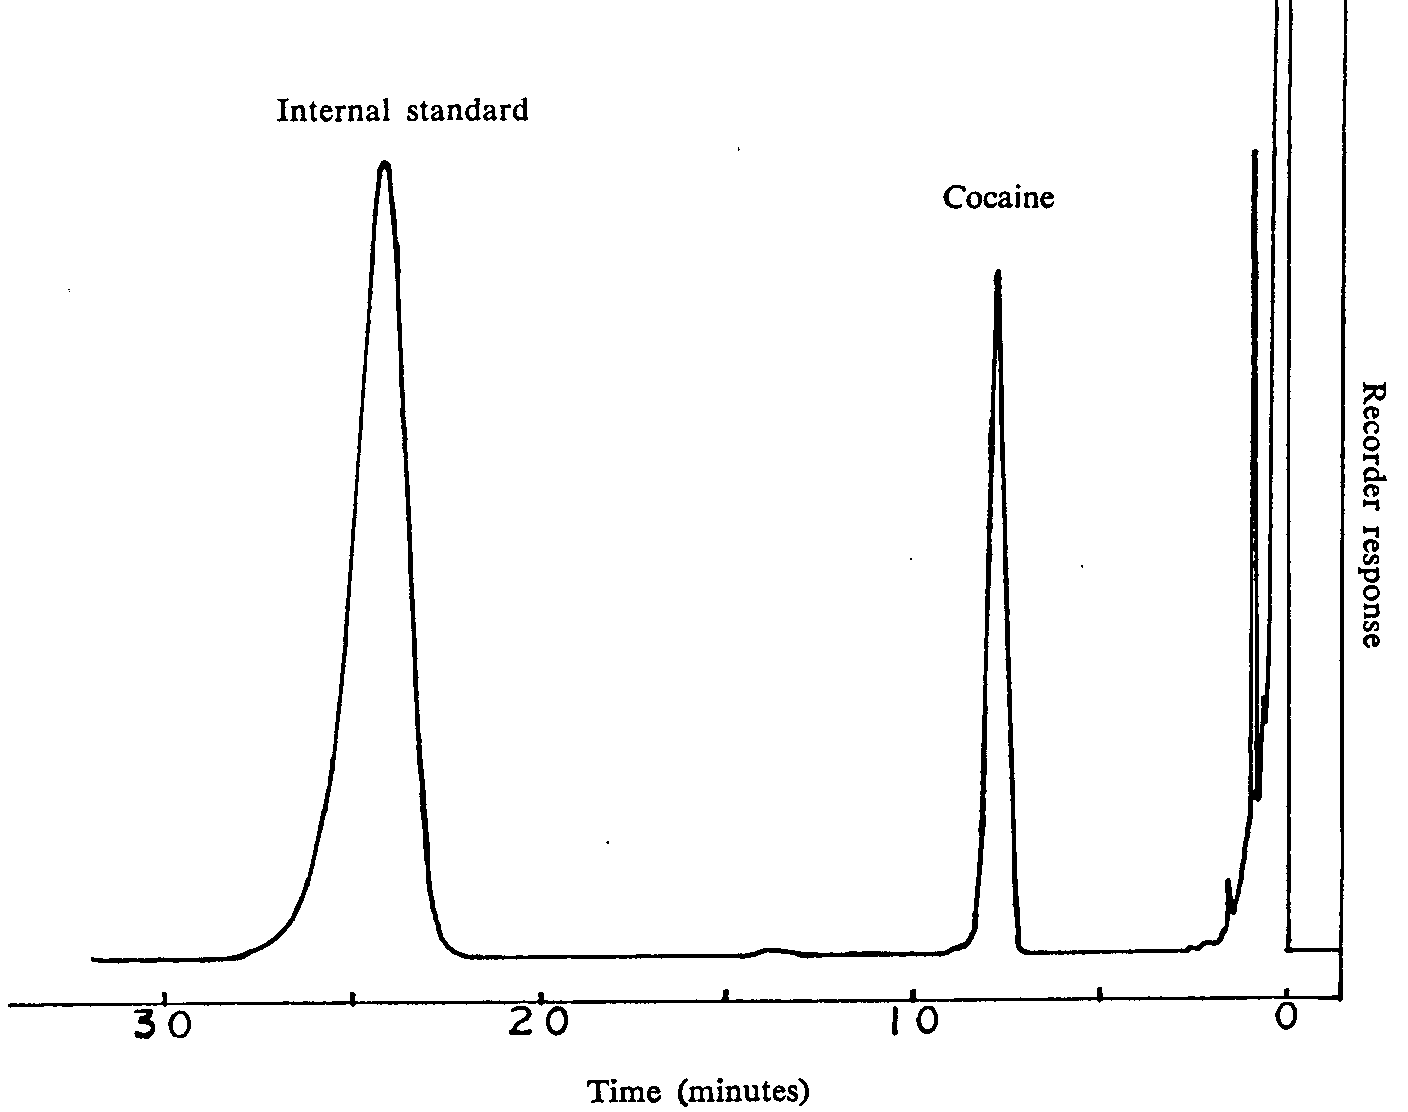 Internal standard
Cocaine
Recorder response
30 20 10 0
Time (minutes)